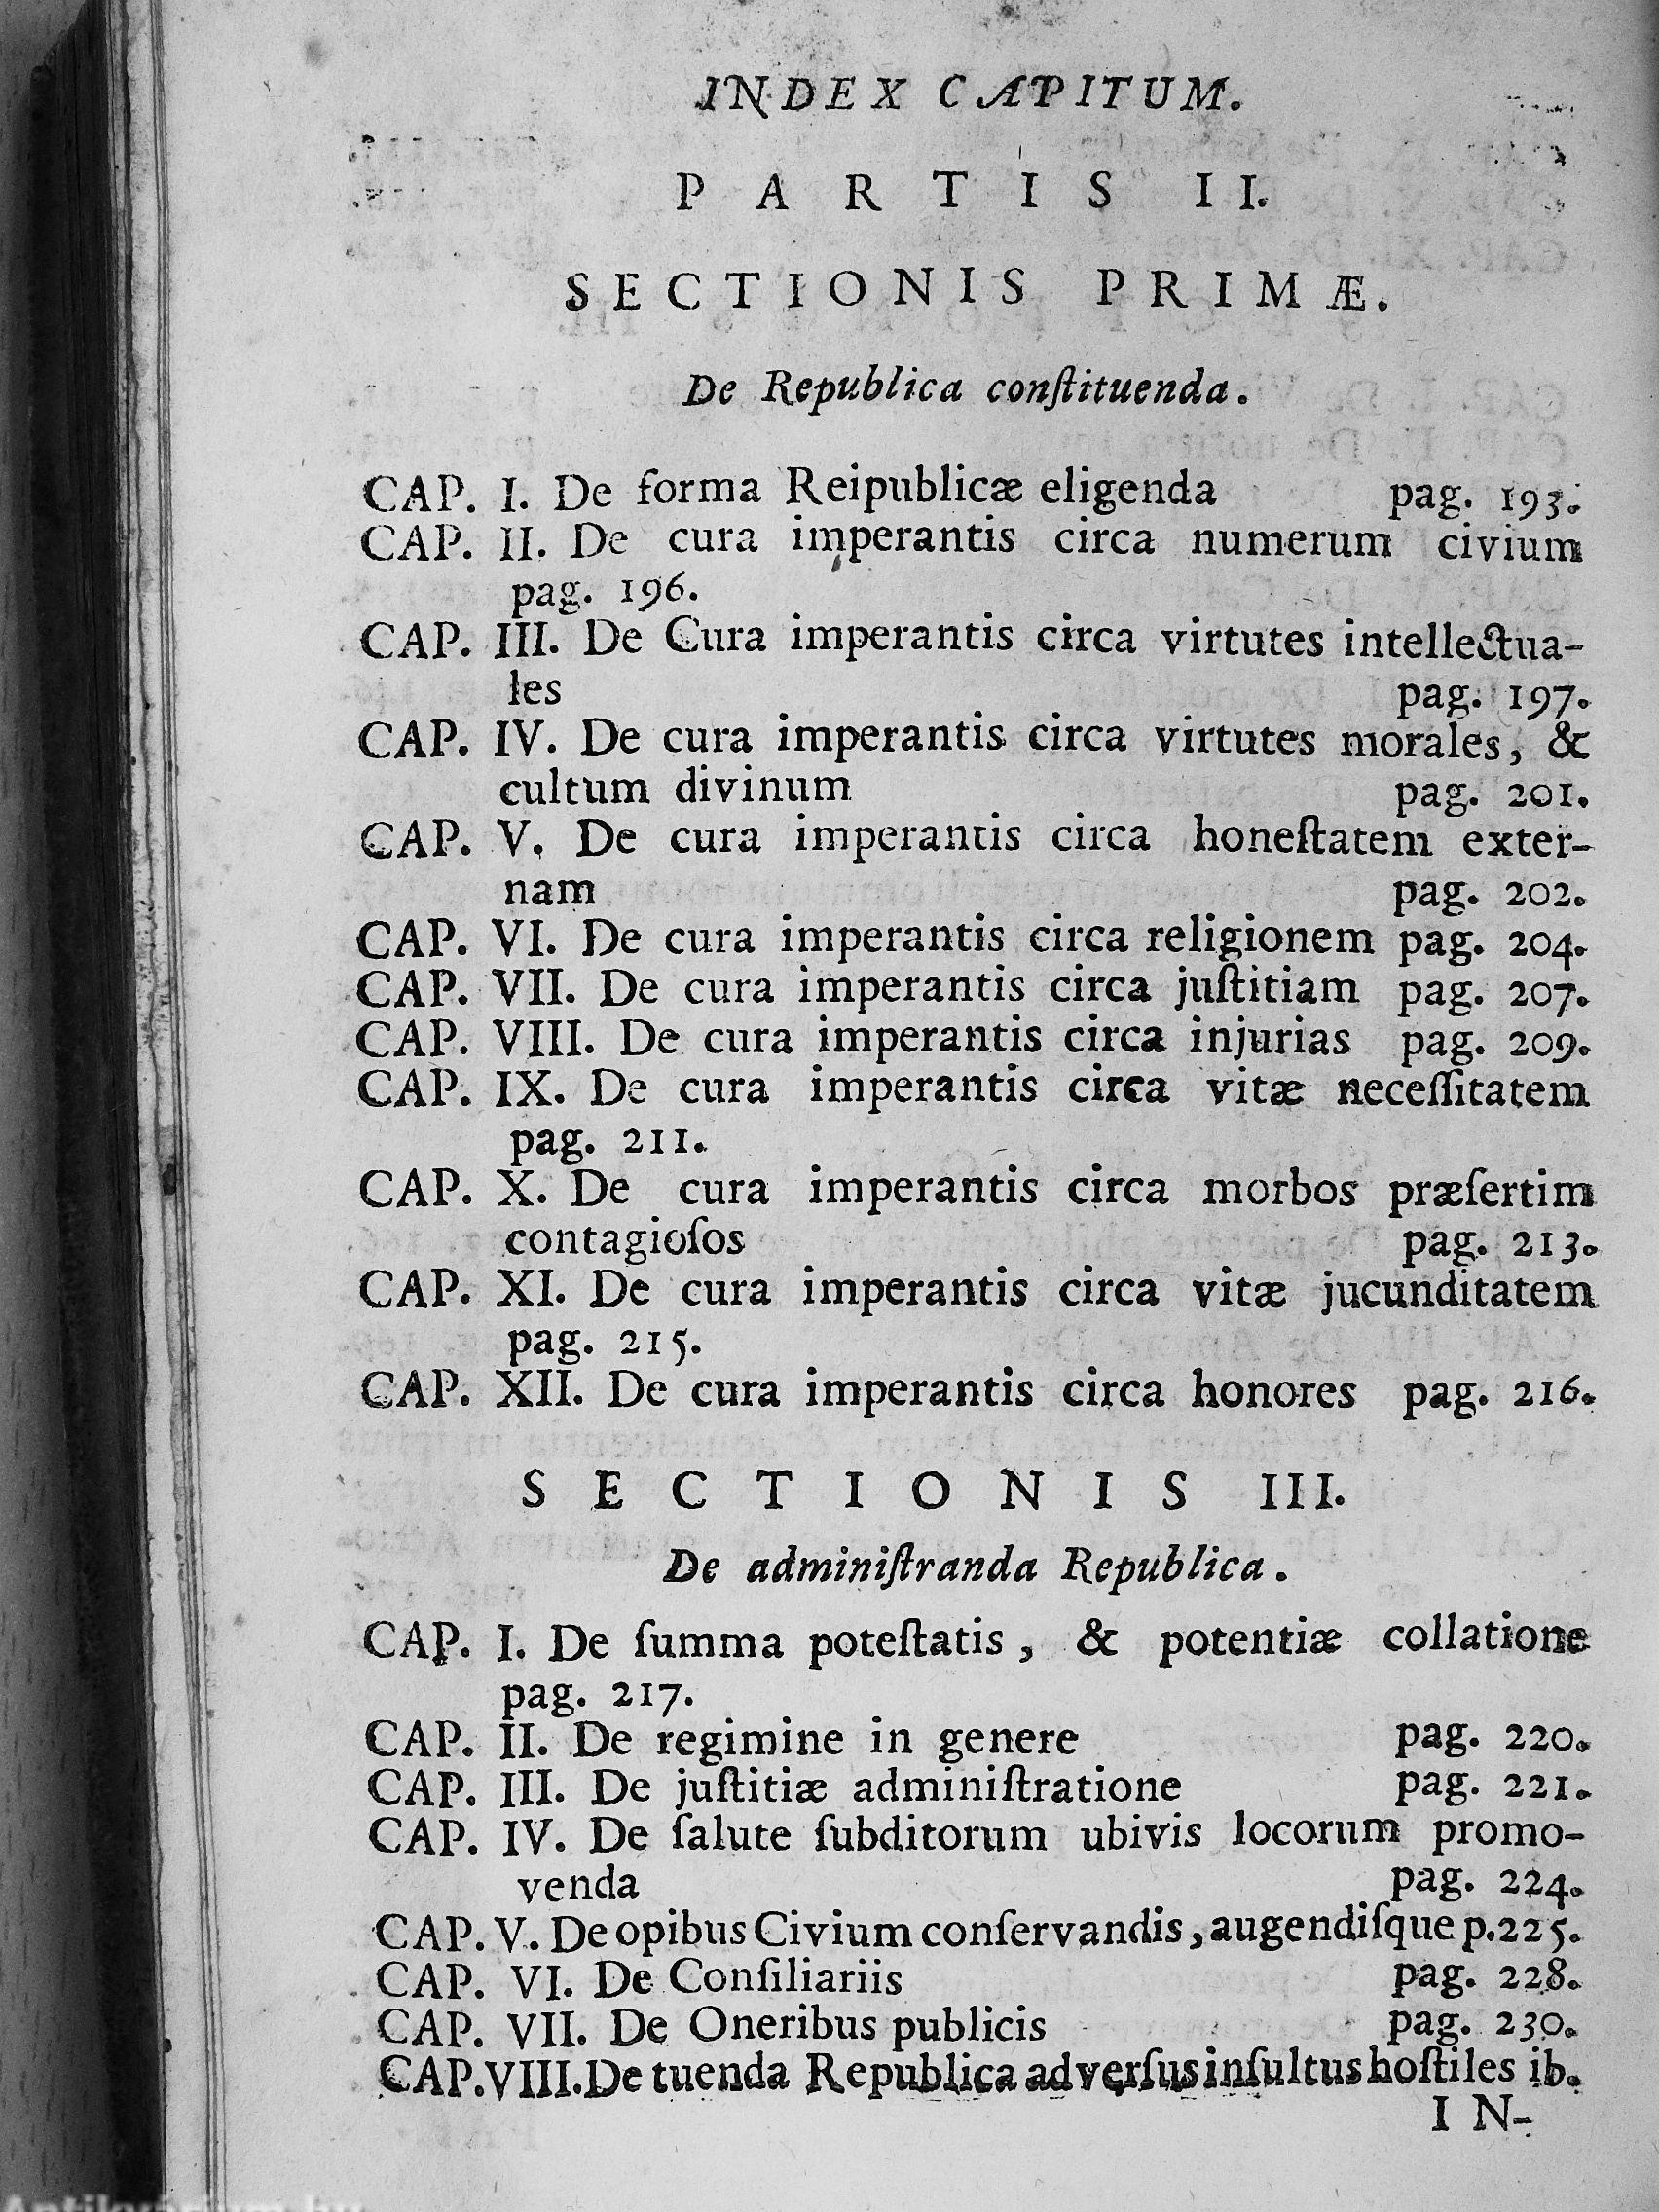 INDEX CAPITUM.
PARTIS II.
SECTIONIS PRIMÆ.
De Republica conſtituenda.
CAP. I. De forma Reipublicæ eligenda pag. 193.
CAP. II. De cura imperantis circa numerum civium
pag. 196.
CAP. III. De Cura imperantis circa virtutes intellectua-
les pag. 197.
CAP. IV. De cura imperantis circa virtutes morales, &
cultum divinum pag. 201.
CAP. V. De cura imperantis circa honeſtatem exter-
nam pag. 202.
CAP. VI. De cura imperantis circa religionem pag. 204.
CAP. VII. De cura imperantis circa juſtitiam pag. 207.
CAP. VIII. De cura imperantis circa injurias pag. 209.
CAP. IX. De cura imperantis circa vitæ neceſſitatem
pag. 211.
CAP. X. De cura imperantis circa morbos præſertim
contagioſos pag. 213.
CAP. XI. De cura imperantis circa vitæ jucunditatem
pag. 215.
CAP. XII. De cura imperantis circa honores pag. 216.
SECTIONIS III.
De adminiſtranda Republica.
CAP. I. De ſumma poteſtatis, & potentiæ collatione
pag. 217.
CAP. II. De regimine in genere pag. 220.
CAP. III. De juſtitiæ adminiſtratione pag. 221.
CAP. IV. De ſalute ſubditorum ubivis locorum promo-
venda pag. 224.
CAP. V. De opibus Civium conſervandis, augendiſque p. 225.
CAP. VI. De Conſiliariis pag. 228.
CAP. VII. De Oneribus publicis pag. 230.
CAP. VIII. De tuenda Republica adverſus inſultus hoſtiles ib.
IN-